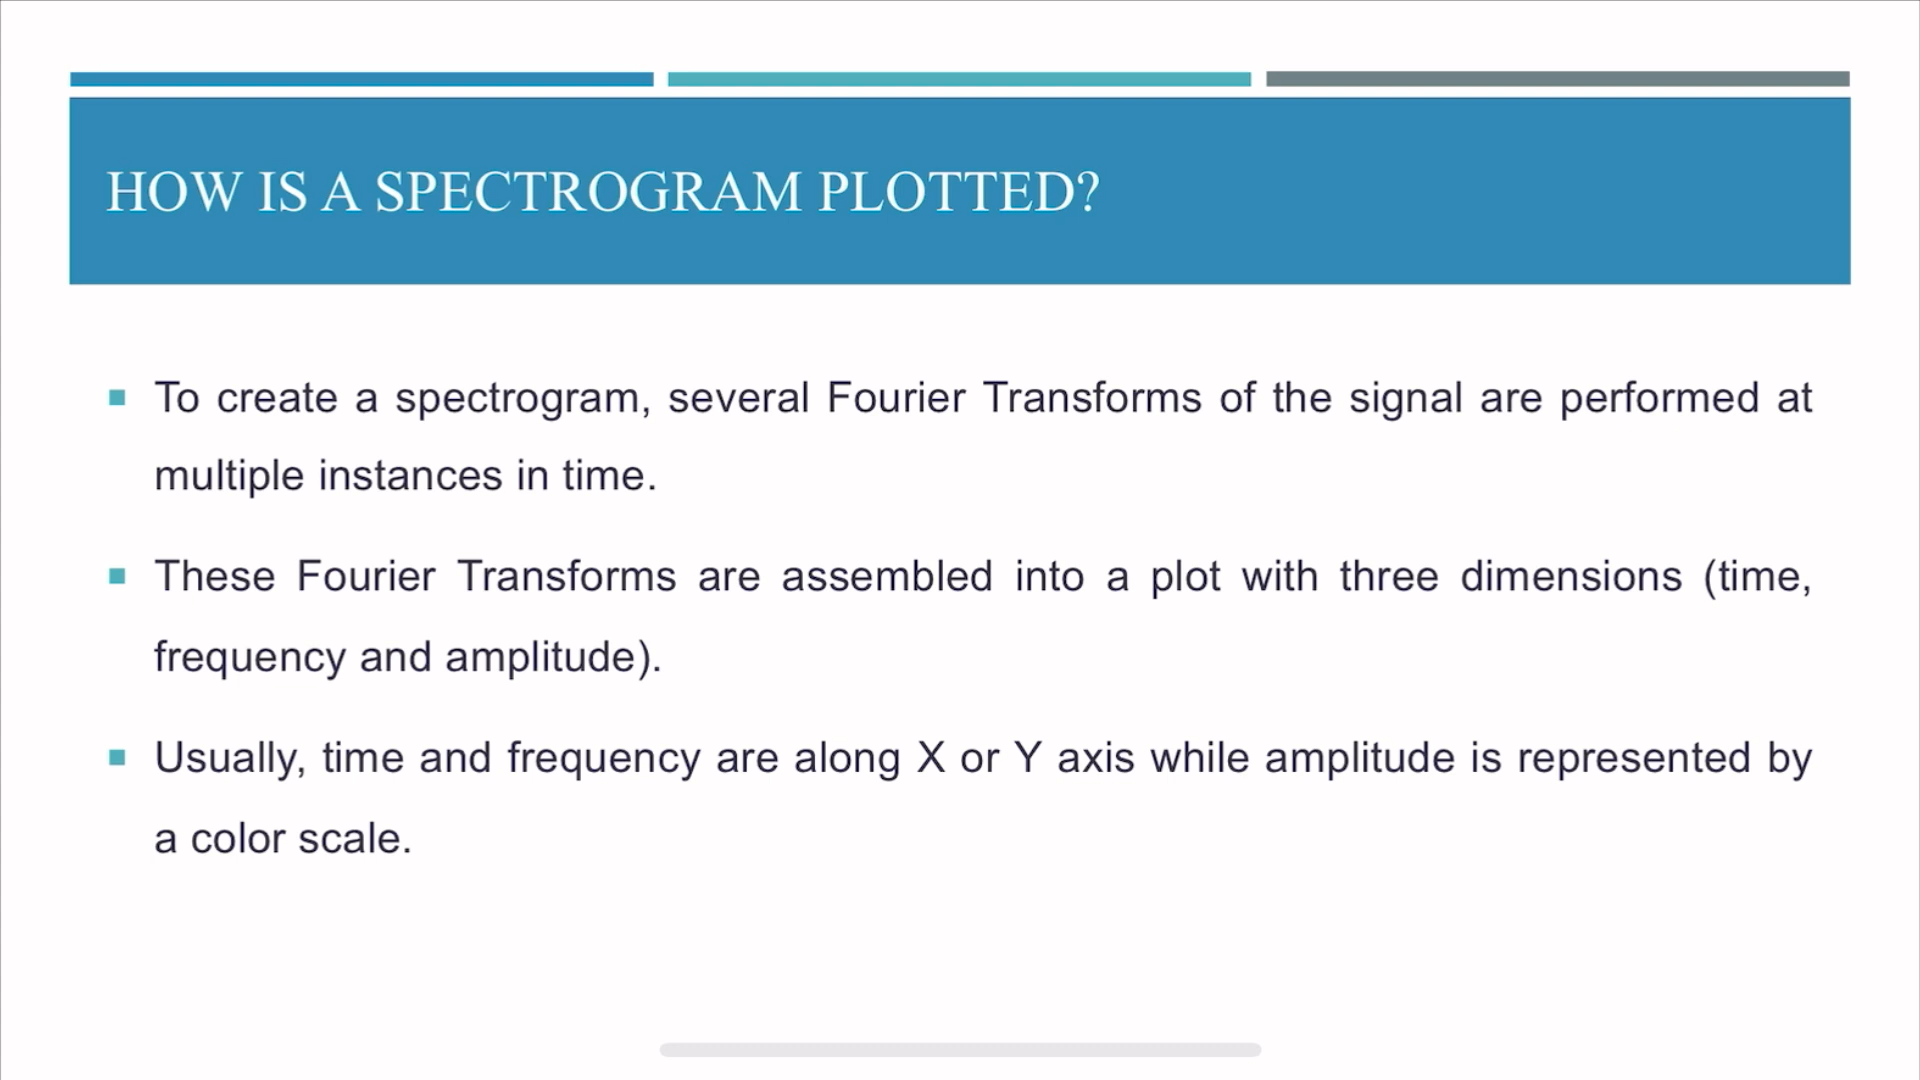 HOW IS A SPECTROGRAM PLOTTED?
To create a spectrogram, several Fourier Transforms of the signal are performed at
multiple instances in time.
These Fourier Transforms are assembled into a plot with three dimensions (time,
frequency and amplitude).
Usually, time and frequency are along X or Y axis while amplitude is represented by
a color scale.